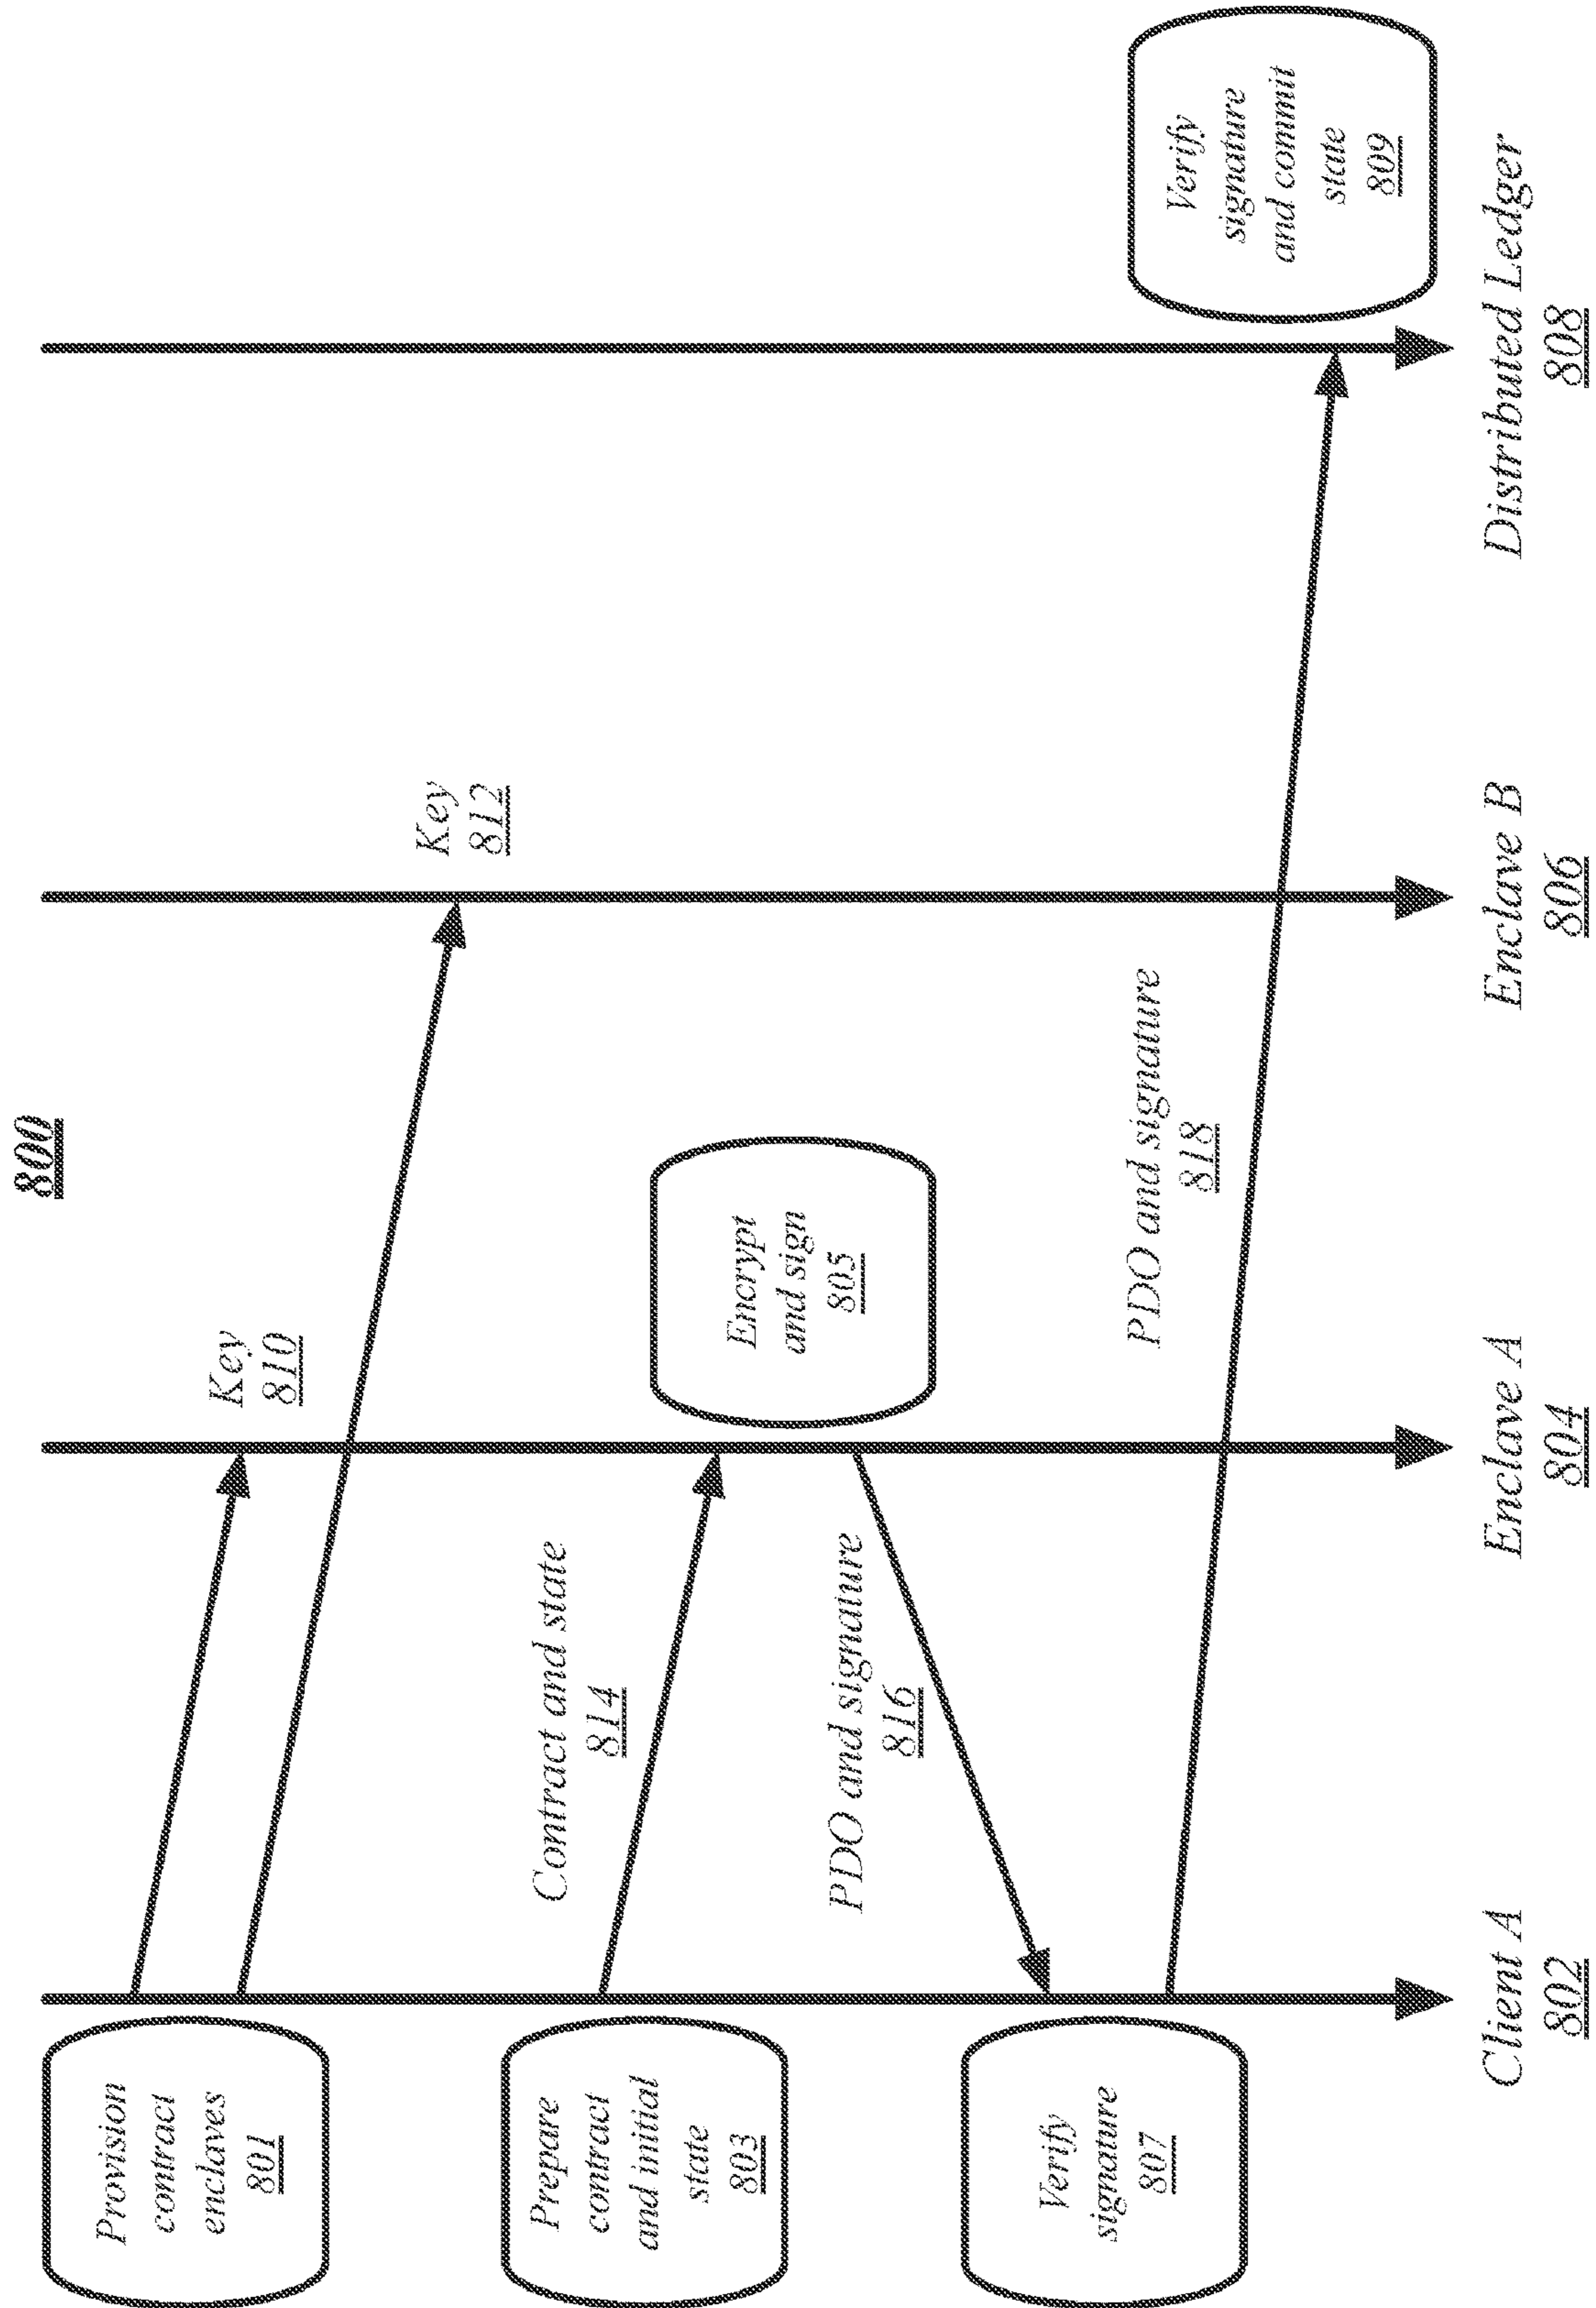 800
Provision
contract
enclaves
801
Key
810
Key
812
Prepare
contract
and initial
state
803
Contract and state
814
Encrypt
and sign
805
PDO and signature
816
Verify
signature
807
PDO and signature
818
Verify
signature
and commit
state
809
Client A
802
Enclave A
804
Enclave B
806
Distributed Ledger
808